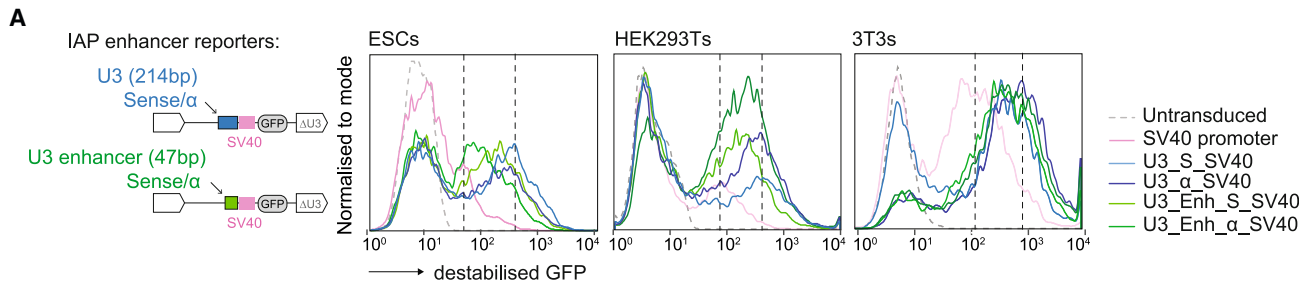 A
IAP enhancer reporters:
U3 (214bp)
Sense/α
GFP
ΔU3
SV40
U3 enhancer (47bp)
Sense/α
GFP
ΔU3
SV40
Normalised to mode
ESCs
10⁰ 10¹ 10² 10³ 10⁴
HEK293Ts
10⁰ 10¹ 10² 10³ 10⁴
3T3s
10⁰ 10¹ 10² 10³ 10⁴
destabilised GFP
Untransduced
SV40 promoter
U3_S_SV40
U3_α_SV40
U3_Enh_S_SV40
U3_Enh_α_SV40